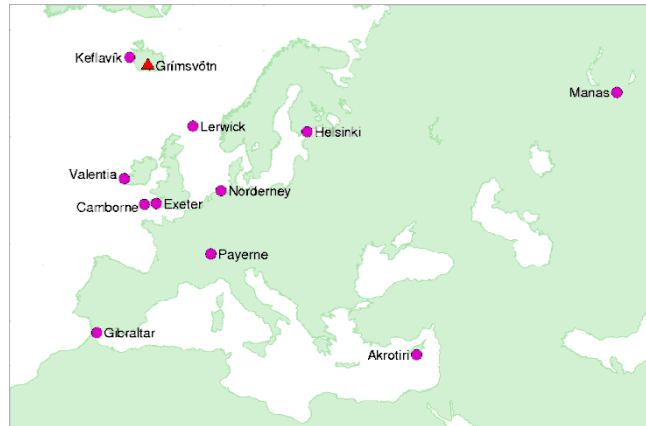 Keflavík
Grímsvötn
Manas
Lerwick
Helsinki
Valentia
Norderney
Camborne
Exeter
Payerne
Gibraltar
Akrotiri